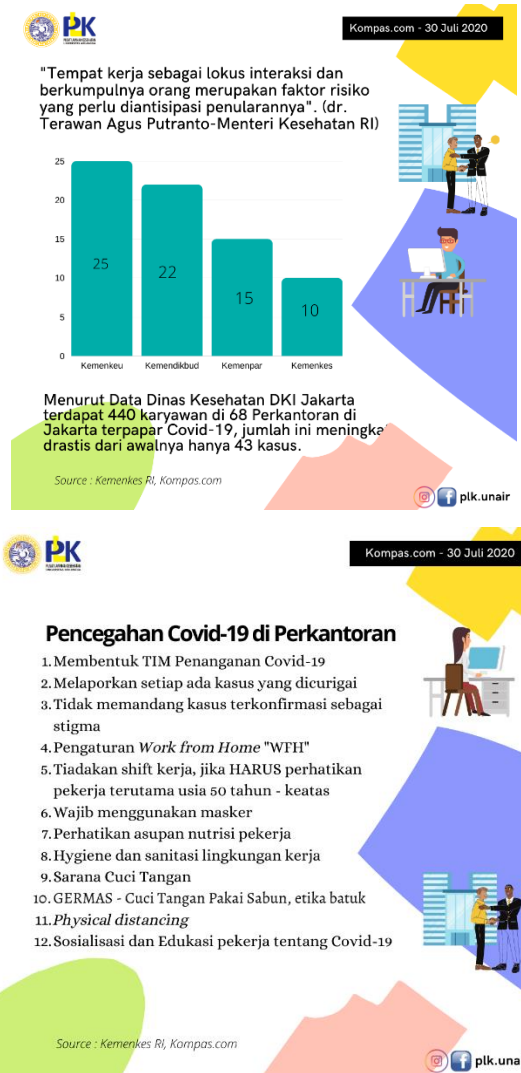 PLK
Kompas.com - 30 Juli 2020
"Tempat kerja sebagai lokus interaksi dan
berkumpulnya orang merupakan faktor risiko
yang perlu diantisipasi penularannya". (dr.
Terawan Agus Putranto-Menteri Kesehatan RI)
25
20
15
10
5
0
25
22
15
10
Kemenkeu
Kemendikbud
Kemenpar
Kemenkes
Menurut Data Dinas Kesehatan DKI Jakarta
terdapat 440 karyawan di 68 Perkantoran di
Jakarta terpapar Covid-19, jumlah ini meningka
drastis dari awalnya hanya 43 kasus.
Source : Kemenkes RI, Kompas.com
plk.unair
PLK
Kompas.com - 30 Juli 2020
Pencegahan Covid-19 di Perkantoran
1. Membentuk TIM Penanganan Covid-19
2. Melaporkan setiap ada kasus yang dicurigai
3. Tidak memandang kasus terkonfirmasi sebagai
stigma
4. Pengaturan Work from Home "WFH"
5. Tiadakan shift kerja, jika HARUS perhatikan
pekerja terutama usia 50 tahun - keatas
6. Wajib menggunakan masker
7. Perhatikan asupan nutrisi pekerja
8. Hygiene dan sanitasi lingkungan kerja
9. Sarana Cuci Tangan
10. GERMAS - Cuci Tangan Pakai Sabun, etika batuk
11. Physical distancing
12. Sosialisasi dan Edukasi pekerja tentang Covid-19
Source : Kemenkes RI, Kompas.com
plk.una